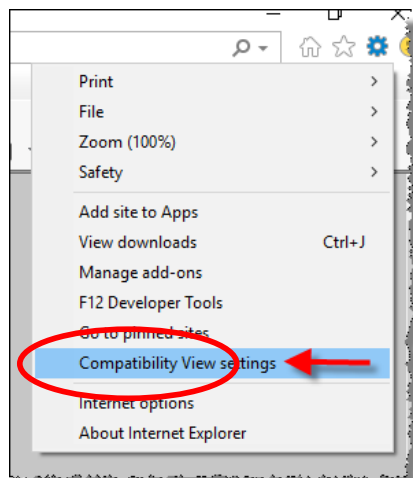 Print
File
Zoom (100%)
Safety
Add site to Apps
View downloads Ctrl+J
Manage add-ons
F12 Developer Tools
Go to pinned sites
Compatibility View settings
Internet options
About Internet Explorer